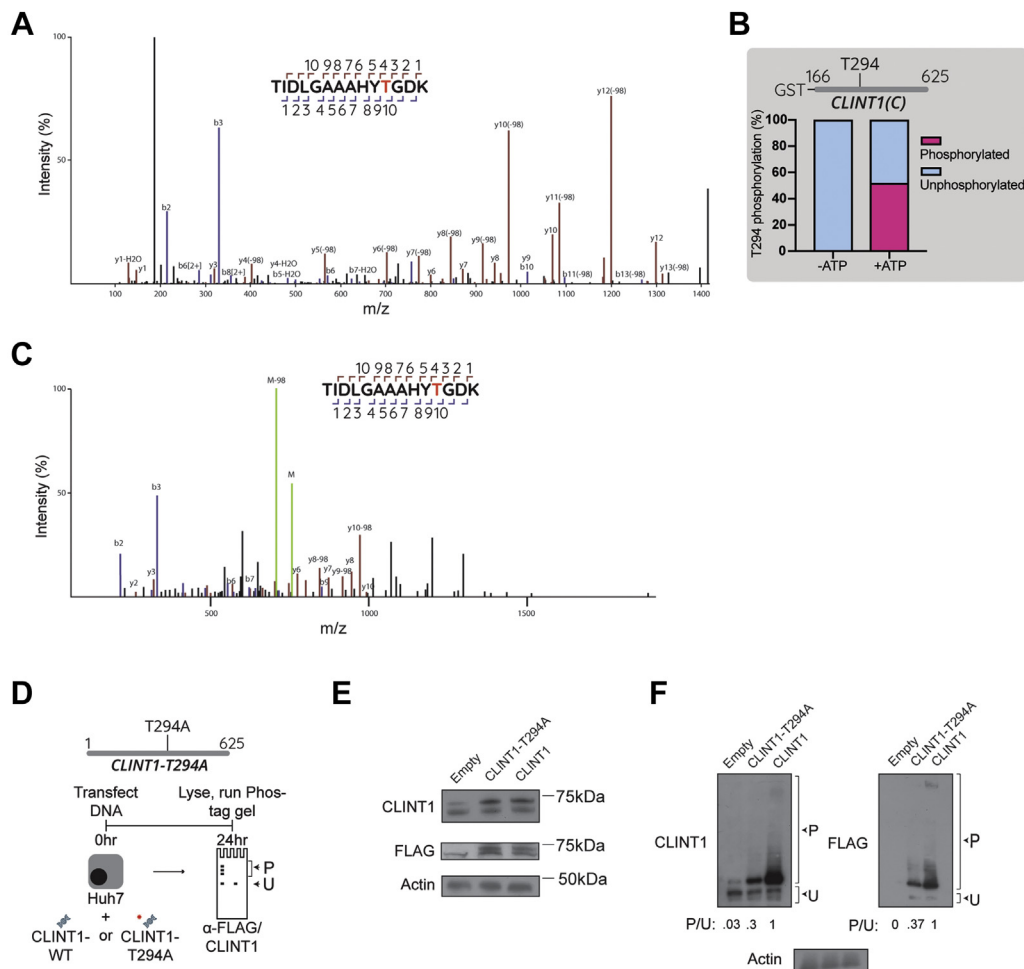 A
100
50
Intensity (%)
10 9 8 7 6 5 4 3 2 1
TIDLGAAAHYTGDK
1 2 3 4 5 6 7 8 9 10
y1-H2O
y1
b2
b6[2+]
y3
b3
b8[2+]
y4(-98)
y4-H2O
b5-H2O
y5(-98)
b6
b7-H2O
y6(-98)
y7(-98)
y6
y8(-98)
y7
y9(-98)
y8
y10(-98)
y9
b10
y10
y11(-98)
b11(-98)
y12(-98)
b13(-98)
y12
y13(-98)
100 200 300 400 500 600 700 800 900 1000 1100 1200 1300 1400
m/z
B
T294
GST 166 625
CLINT1(C)
T294 phosphorylation (%)
100
80
60
40
20
0
-ATP +ATP
Phosphorylated
Unphosphorylated
C
100
50
Intensity (%)
10 9 8 7 6 5 4 3 2 1
TIDLGAAAHYTGDK
1 2 3 4 5 6 7 8 9 10
M-98
M
b2
y2
y3
b3
b6
b7
y6
y8-98
b9
y7
y9-98
y8
y10-98
y10
500 1000 1500
m/z
D
T294A
1 625
CLINT1-T294A
Transfect
DNA
Lyse, run Phos-
tag gel
0hr 24hr
P
U
Huh7
+
or
CLINT1-
WT
CLINT1-
T294A
α-FLAG/
CLINT1
E
Empty
CLINT1-T294A
CLINT1
CLINT1
75kDa
FLAG
75kDa
Actin
50kDa
F
Empty
CLINT1-T294A
CLINT1
CLINT1
P
U
P/U: .03 .3 1
Empty
CLINT1-T294A
CLINT1
FLAG
P
U
P/U: 0 .37 1
Actin